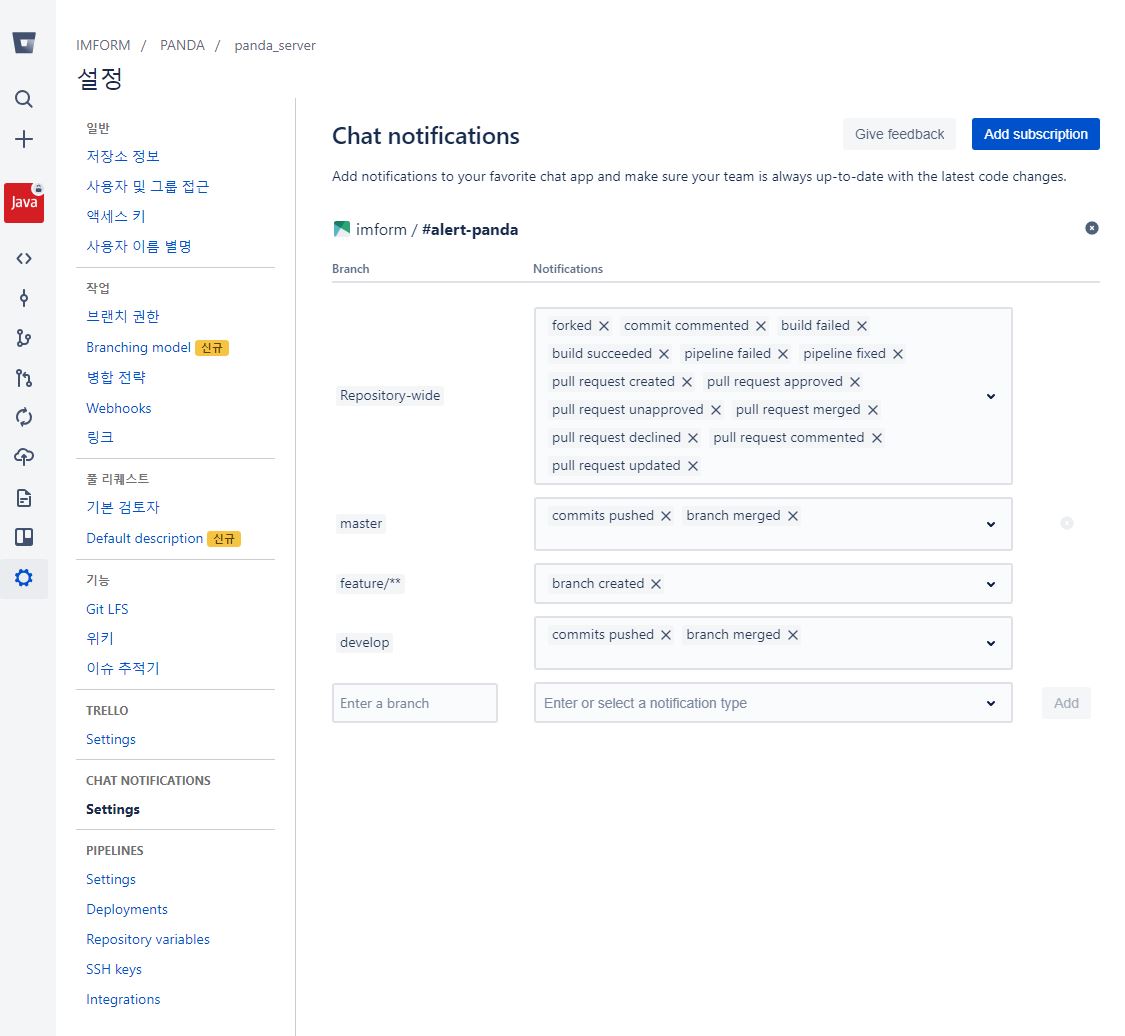 IMFORM / PANDA / panda_server
설정
Java
일반
저장소 정보
사용자 및 그룹 접근
액세스 키
사용자 이름 별명
작업
브랜치 권한
Branching model 신규
병합 전략
Webhooks
링크
풀 리퀘스트
기본 검토자
Default description 신규
기능
Git LFS
위키
이슈 추적기
TRELLO
Settings
CHAT NOTIFICATIONS
Settings
PIPELINES
Settings
Deployments
Repository variables
SSH keys
Integrations
Chat notifications
Give feedback
Add subscription
Add notifications to your favorite chat app and make sure your team is always up-to-date with the latest code changes.
imform / #alert-panda
Branch Notifications
Repository-wide
forked commit commented build failed
build succeeded pipeline failed pipeline fixed
pull request created pull request approved
pull request unapproved pull request merged
pull request declined pull request commented
pull request updated
master commits pushed branch merged
feature/** branch created
develop commits pushed branch merged
Enter a branch Enter or select a notification type Add